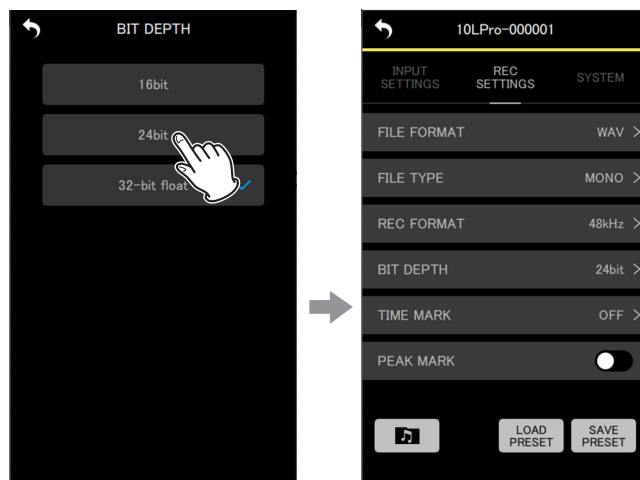 BIT DEPTH
16bit
24bit
32-bit float
10LPro-000001
INPUT
SETTINGS
REC
SETTINGS
SYSTEM
FILE FORMAT WAV
FILE TYPE MONO
REC FORMAT 48kHz
BIT DEPTH 24bit
TIME MARK OFF
PEAK MARK
LOAD
PRESET
SAVE
PRESET